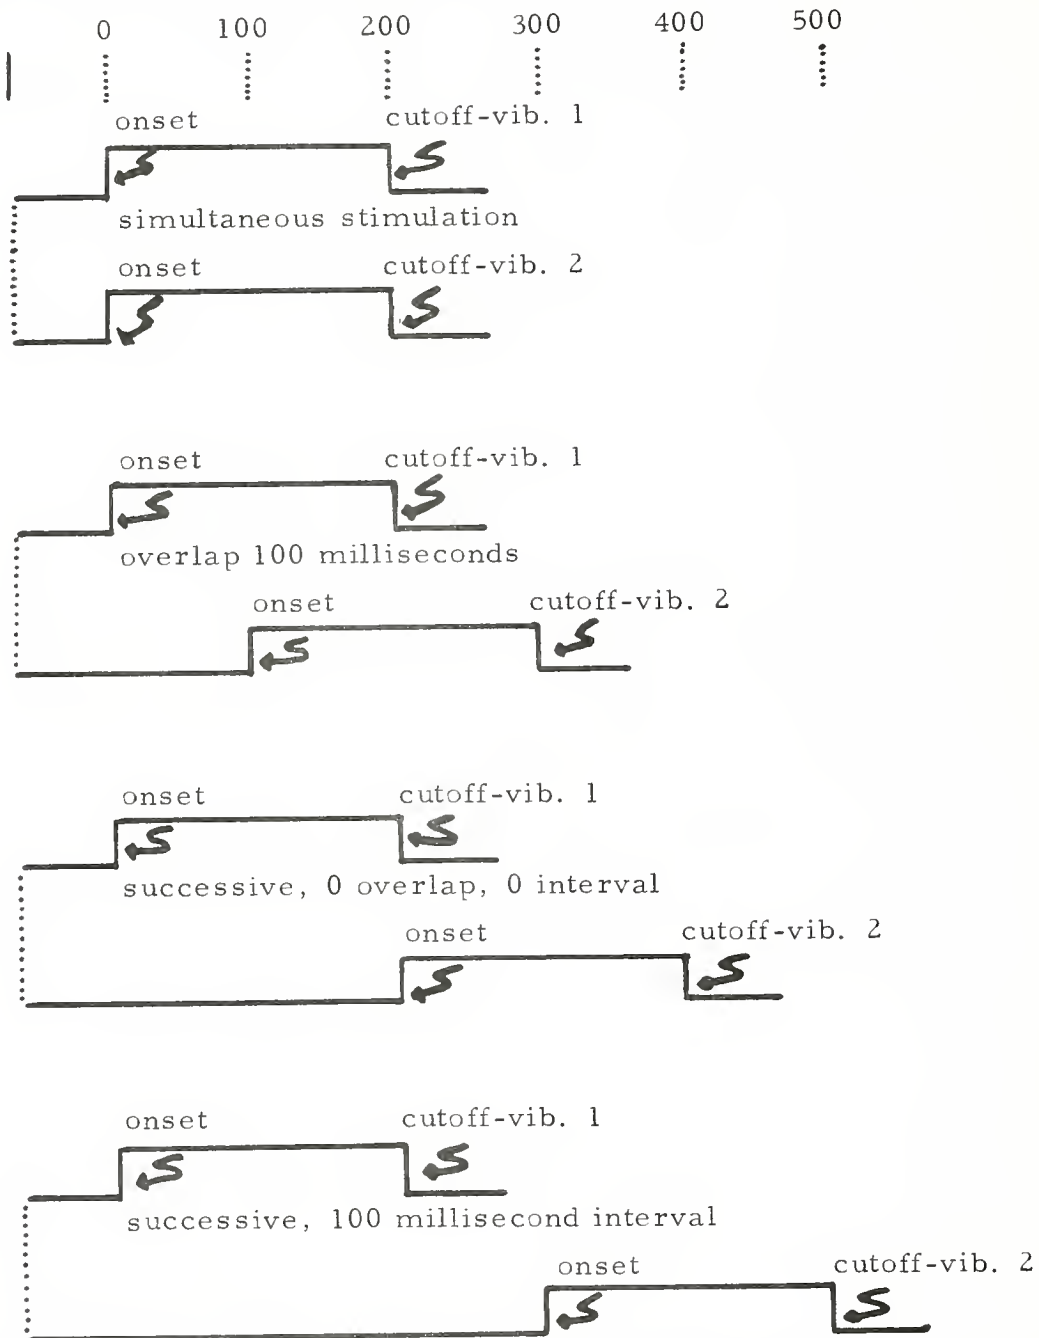 0 100 200 300 400 500
onset cutoff-vib. 1
simultaneous stimulation
onset cutoff-vib. 2
onset cutoff-vib. 1
overlap 100 milliseconds
onset cutoff-vib. 2
onset cutoff-vib. 1
successive, 0 overlap, 0 interval
onset cutoff-vib. 2
onset cutoff-vib. 1
successive, 100 millisecond interval
onset cutoff-vib. 2